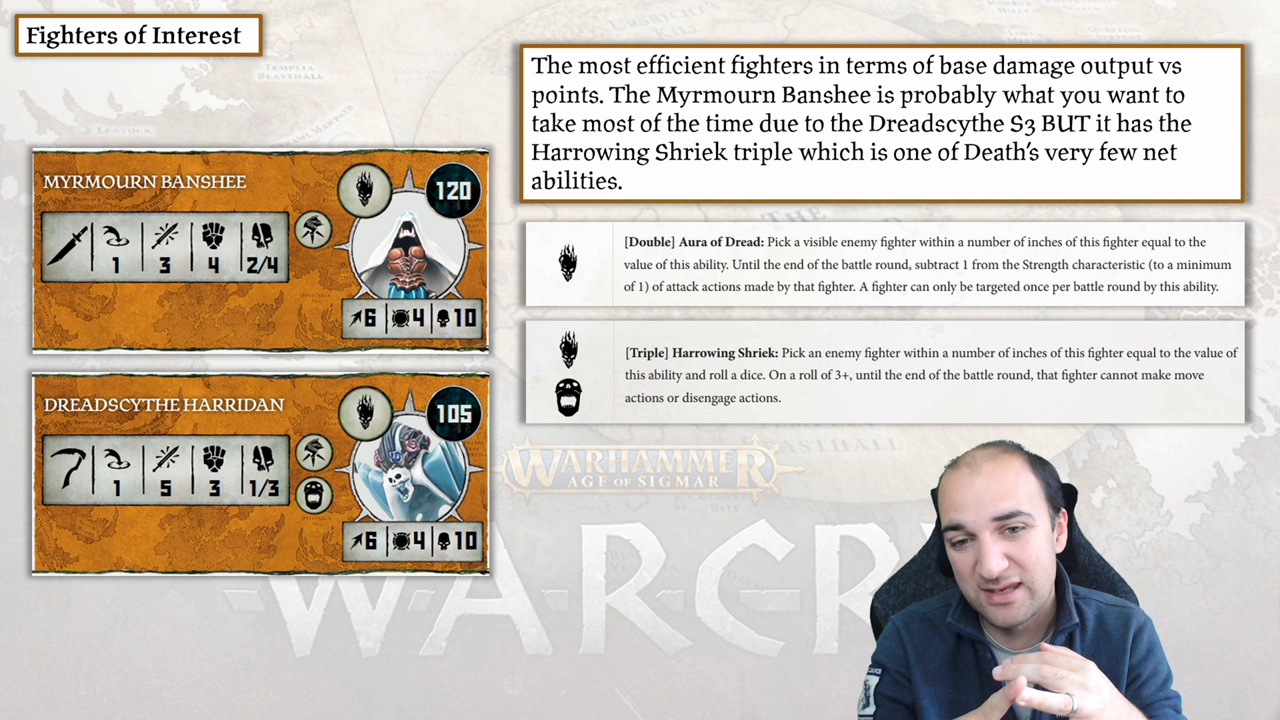 Fighters of Interest
The most efficient fighters in terms of base damage output vs
points. The Myrmourn Banshee is probably what you want to
take most of the time due to the Dreadscythe S3 BUT it has the
Harrowing Shriek triple which is one of Death's very few net
abilities.
MYRMOURN BANSHEE
120
1 3 4 2/4
6 4 10
[Double] Aura of Dread: Pick a visible enemy fighter within a number of inches of this fighter equal to the
value of this ability. Until the end of the battle round, subtract 1 from the Strength characteristic (to a minimum
of 1) of attack actions made by that fighter. A fighter can only be targeted once per battle round by this ability.
[Triple] Harrowing Shriek: Pick an enemy fighter within a number of inches of this fighter equal to the value of
this ability and roll a dice. On a roll of 3+, until the end of the battle round, that fighter cannot make move
actions or disengage actions.
DREADSCYTHE HARRIDAN
105
1 5 3 1/3
6 4 10
WARHAMMER
AGE OF SIGMAR
WARCR